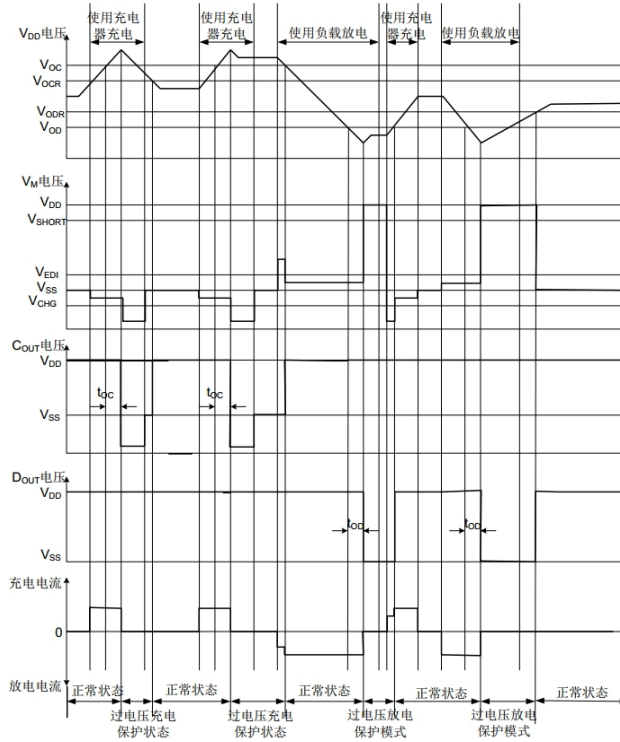 使用充电
器充电
使用充电
器充电
使用负载放电
使用充电
器充电
使用负载放电
VDD电压
VOC
VOCR
VODR
VOD
VM电压
VDD
VSHORT
VEDI
VSS
VCHG
COUT电压
VDD
tOC
tOC
VSS
DOUT电压
VDD
tOD
tOD
VSS
充电电流
0
放电电流
正常状态
正常状态
正常状态
正常状态
正常状态
过电压充电
保护状态
过电压充电
保护状态
过电压放电
保护模式
过电压放电
保护模式